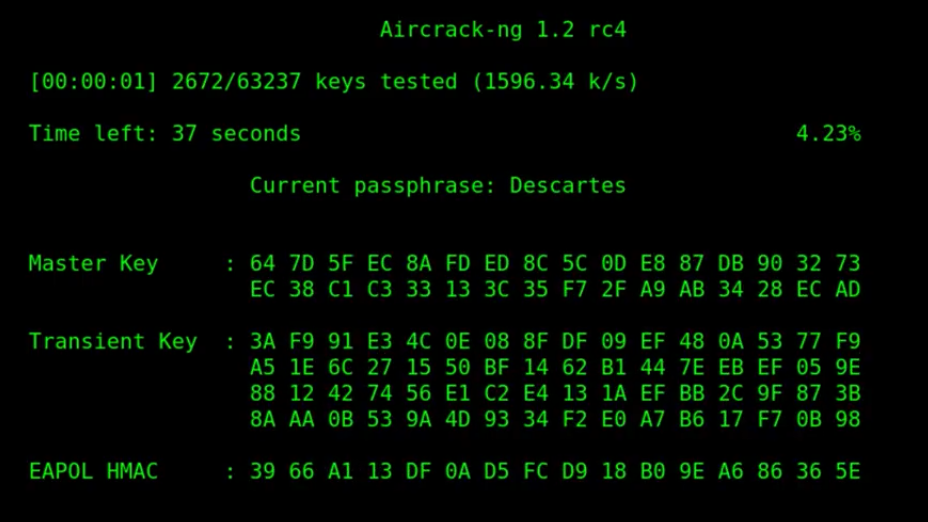 Aircrack-ng 1.2 rc4
[00:00:01] 2672/63237 keys tested (1596.34 k/s)
Time left: 37 seconds 4.23%
Current passphrase: Descartes
Master Key : 64 7D 5F EC 8A FD ED 8C 5C 0D E8 87 DB 90 32 73
EC 38 C1 C3 33 13 3C 35 F7 2F A9 AB 34 28 EC AD
Transient Key : 3A F9 91 E3 4C 0E 08 8F DF 09 EF 48 0A 53 77 F9
A5 1E 6C 27 15 50 BF 14 62 B1 44 7E EB EF 05 9E
88 12 42 74 56 E1 C2 E4 13 1A EF BB 2C 9F 87 3B
8A AA 0B 53 9A 4D 93 34 F2 E0 A7 B6 17 F7 0B 98
EAPOL HMAC : 39 66 A1 13 DF 0A D5 FC D9 18 B0 9E A6 86 36 5E